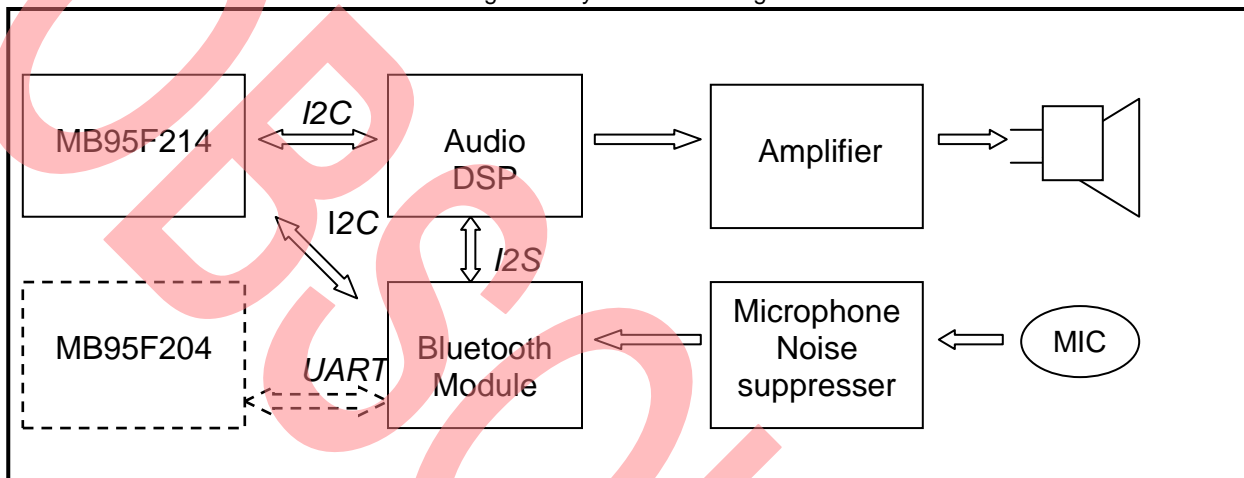 MB95F214
I2C
Audio
DSP
Amplifier
I2C
I2S
MB95F204
UART
Bluetooth
Module
Microphone
Noise
suppresser
MIC